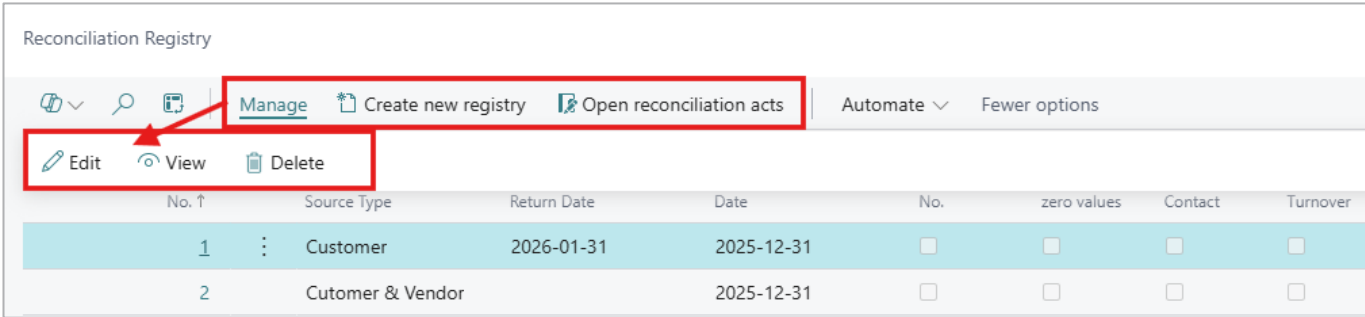 Reconciliation Registry
Manage Create new registry Open reconciliation acts Automate Fewer options
Edit View Delete
No. ↑ Source Type Return Date Date No. zero values Contact Turnover
1 Customer 2026-01-31 2025-12-31
2 Cutomer & Vendor 2025-12-31